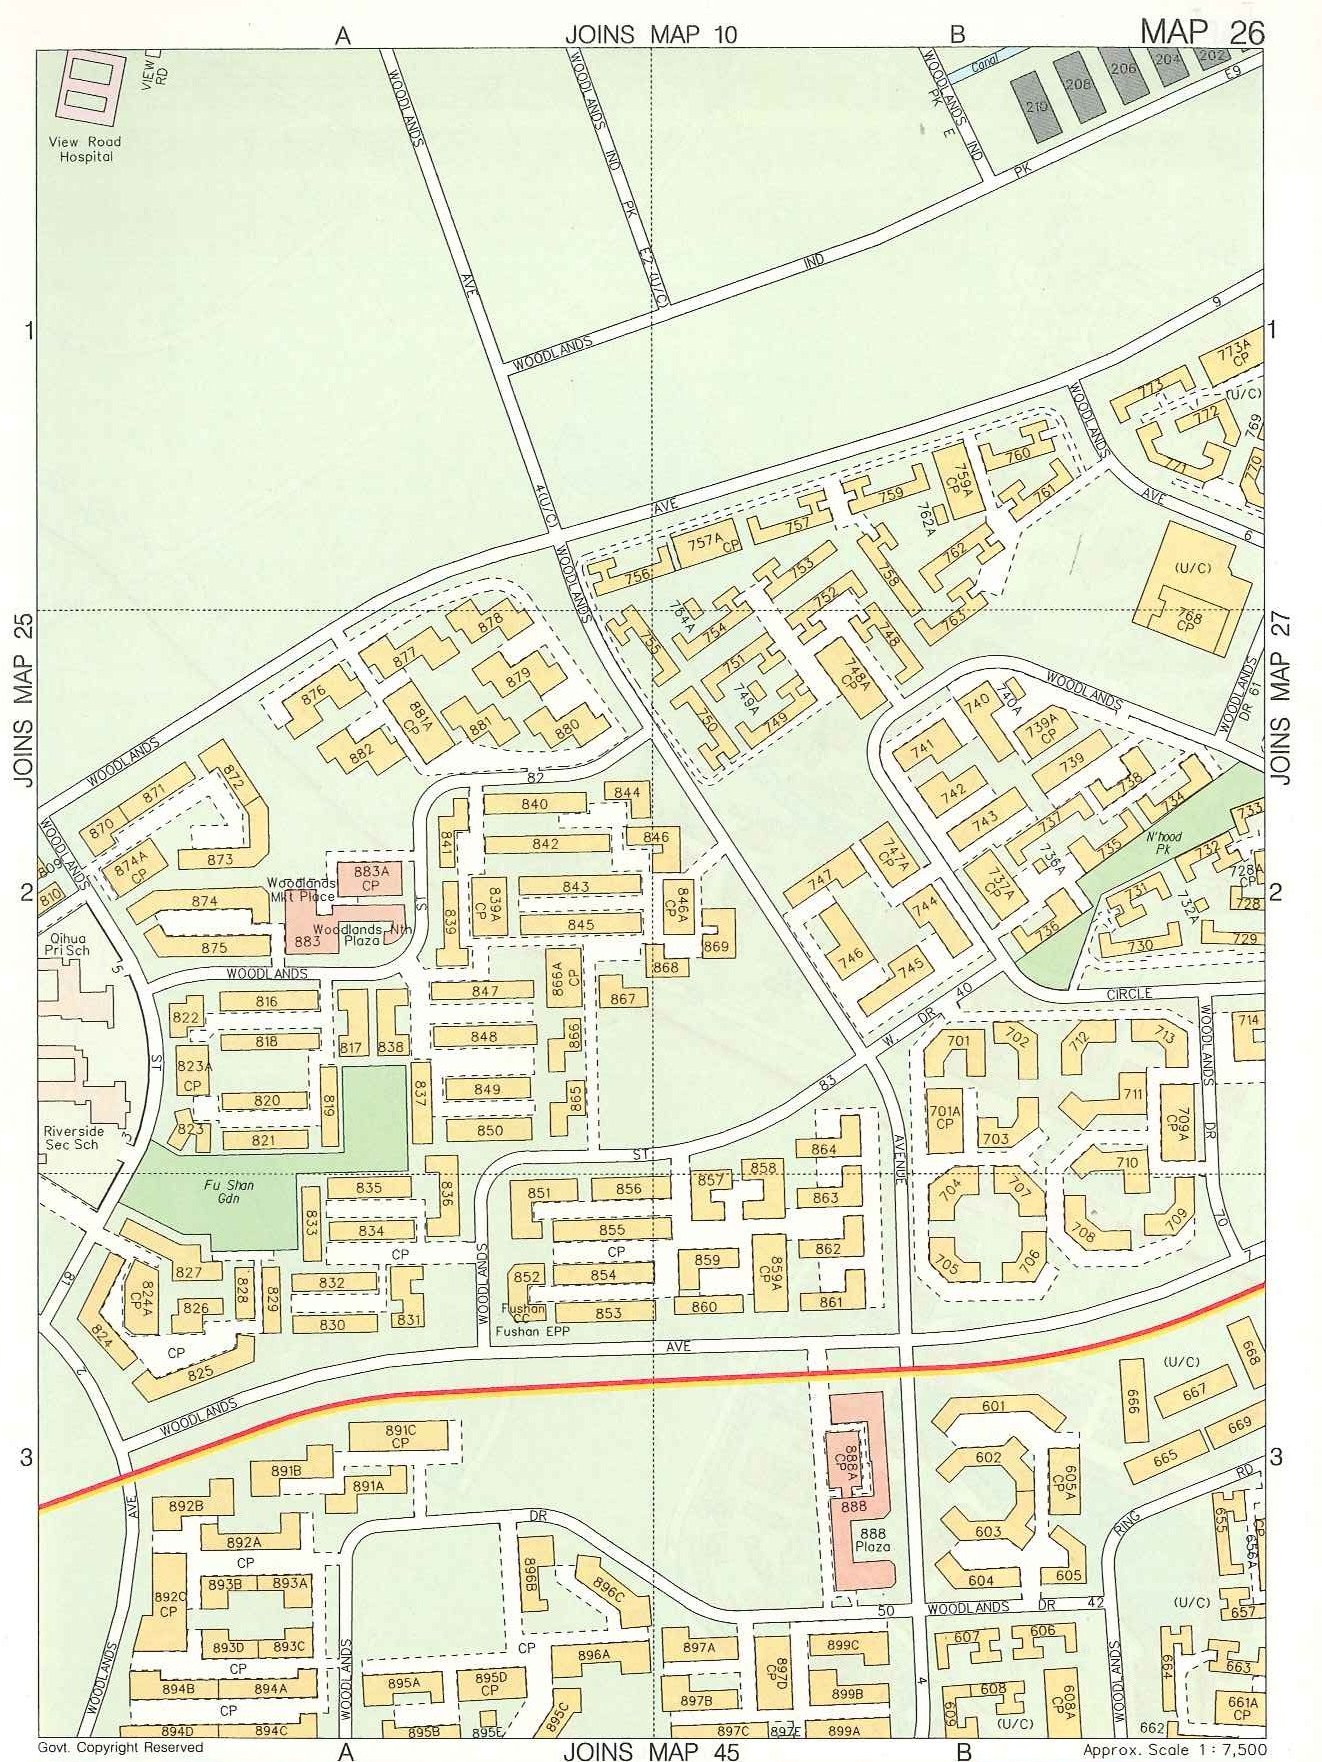 A
JOINS MAP 10
B
MAP 26
VIEW
RD
View Road
Hospital
WOODLANDS
AVE
4(U/C)
WOODLANDS
IND
PK
E2-(U/C)
WOODLANDS
IND
PK
E
Canal
210
208
206
204
202
E9
PK
IND
WOODLANDS
1
1
9
AVE
WOODLANDS
AVE
6
773A
CP
(U/C)
773
772
771
769
770
760
761
759A
CP
759
762A
757
757A
CP
756
758
762
763
753
752
754A
754
755
748
748A
CP
751
749A
749
750
(U/C)
768
CP
WOODLANDS
DR 61
JOINS MAP 25
JOINS MAP 27
WOODLANDS
WOODLANDS
878
877
879
876
881A
CP
881
880
882
82
WOODLANDS
740
740A
739A
CP
741
739
742
738
743
737
734
735
736A
737A
CP
736
N'hood
Pk
733
732
728A
CP
728
731
732A
730
729
WOODLANDS
872
871
870
874A
CP
873
874
875
809
810
WOODLANDS
2
2
883A
CP
Woodlands
Mkt Place
883
Woodlands Nth
Plaza
ST
WOODLANDS
844
840
841
842
846
843
839A
CP
839
845
846A
CP
869
868
866A
CP
867
747A
CP
747
744
746
745
40
W. DR
83
CIRCLE
Qihua
Pri Sch
5
ST
Riverside
Sec Sch
822
816
818
817
838
823A
CP
820
819
823
821
847
848
866
849
865
850
837
701
702
712
713
714
WOODLANDS
DR
70
711
701A
CP
703
709A
CP
710
704
707
708
709
705
706
7
AVENUE
864
863
862
861
ST
857
858
859
859A
CP
860
851
856
855
CP
852
854
853
Fushan
CC
Fushan EPP
WOODLANDS
Fu Shan
Gdn
835
836
833
834
CP
832
831
830
827
828
829
826
824A
CP
824
CP
825
81
2
AVE
WOODLANDS
AVE
WOODLANDS
3
3
891C
CP
891B
891A
892B
892A
CP
893B
893A
892C
CP
893D
893C
CP
894B
894A
CP
894D
894C
DR
WOODLANDS
896B
896C
CP
896A
895A
895D
CP
895B
895E
895C
888A
CP
888
888
Plaza
50
897A
899C
897D
CP
897B
899B
897C
897E
899A
4
601
602
605A
CP
603
605
604
WOODLANDS
DR
42
607
606
608
609
(U/C)
608A
CP
WOODLANDS
RING
RD
(U/C)
668
667
666
669
665
655
CP
656A
(U/C)
657
664
663
661A
CP
662
Govt. Copyright Reserved
A
JOINS MAP 45
B
Approx. Scale 1 : 7,500